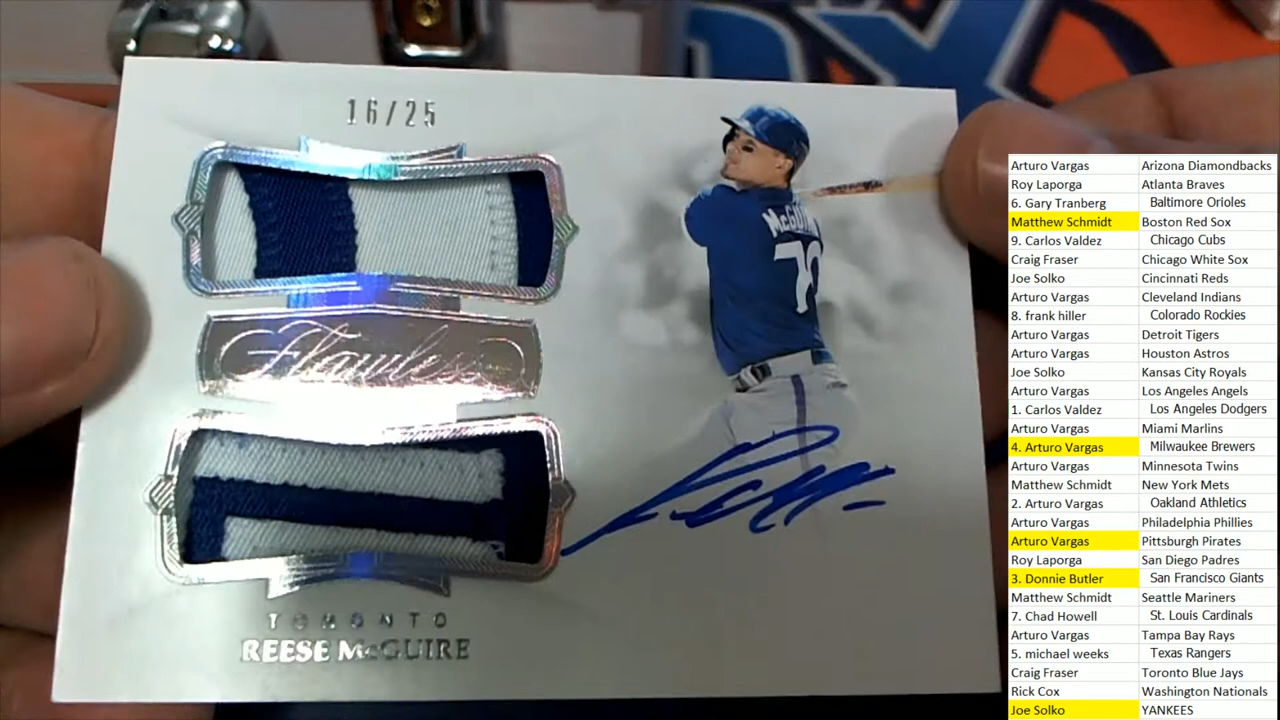 16/25
McGUI
70
Flawless
TORONTO
REESE McGUIRE
Arturo Vargas Arizona Diamondbacks
Roy Laporga Atlanta Braves
6. Gary Tranberg Baltimore Orioles
Matthew Schmidt Boston Red Sox
9. Carlos Valdez Chicago Cubs
Craig Fraser Chicago White Sox
Joe Solko Cincinnati Reds
Arturo Vargas Cleveland Indians
8. frank hiller Colorado Rockies
Arturo Vargas Detroit Tigers
Arturo Vargas Houston Astros
Joe Solko Kansas City Royals
Arturo Vargas Los Angeles Angels
1. Carlos Valdez Los Angeles Dodgers
Arturo Vargas Miami Marlins
4. Arturo Vargas Milwaukee Brewers
Arturo Vargas Minnesota Twins
Matthew Schmidt New York Mets
2. Arturo Vargas Oakland Athletics
Arturo Vargas Philadelphia Phillies
Arturo Vargas Pittsburgh Pirates
Roy Laporga San Diego Padres
3. Donnie Butler San Francisco Giants
Matthew Schmidt Seattle Mariners
7. Chad Howell St. Louis Cardinals
Arturo Vargas Tampa Bay Rays
5. michael weeks Texas Rangers
Craig Fraser Toronto Blue Jays
Rick Cox Washington Nationals
Joe Solko YANKEES